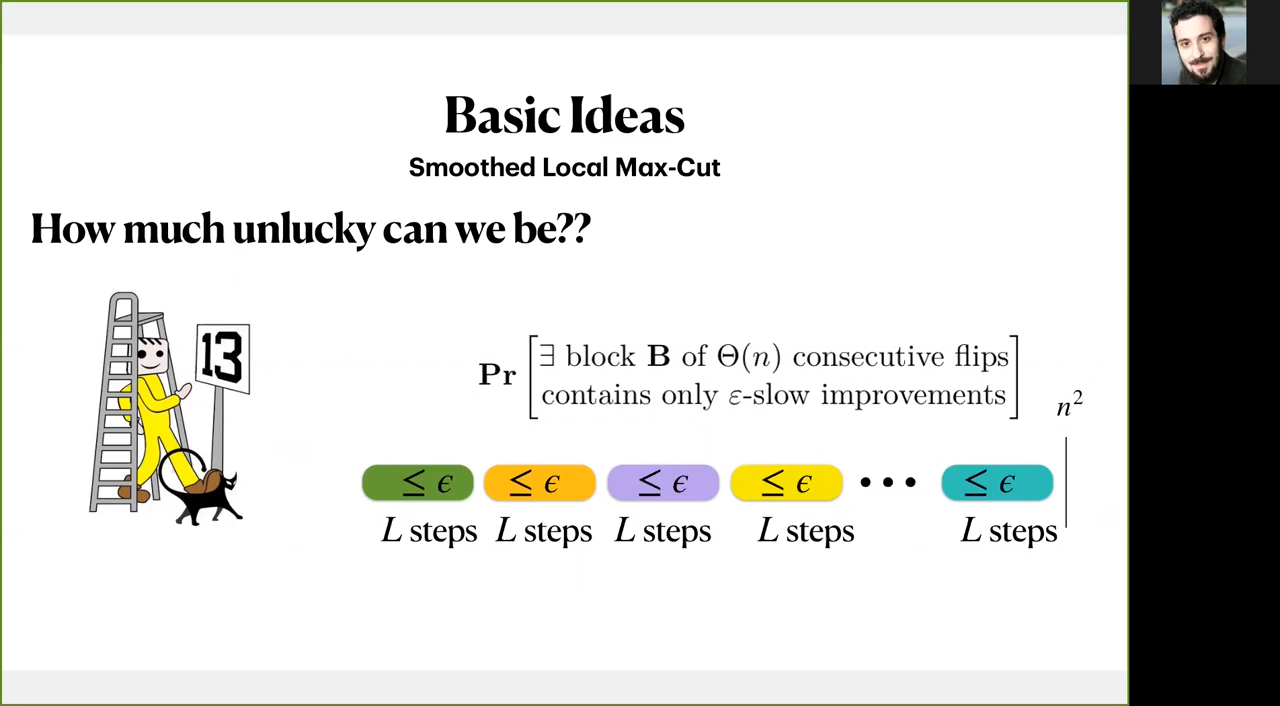 Basic Ideas
Smoothed Local Max-Cut
How much unlucky can we be??
13
Pr [∃ block B of Θ(n) consecutive flips
contains only ε-slow improvements]
n²
≤ ϵ ≤ ϵ ≤ ϵ ≤ ϵ ••• ≤ ϵ
L steps L steps L steps L steps L steps